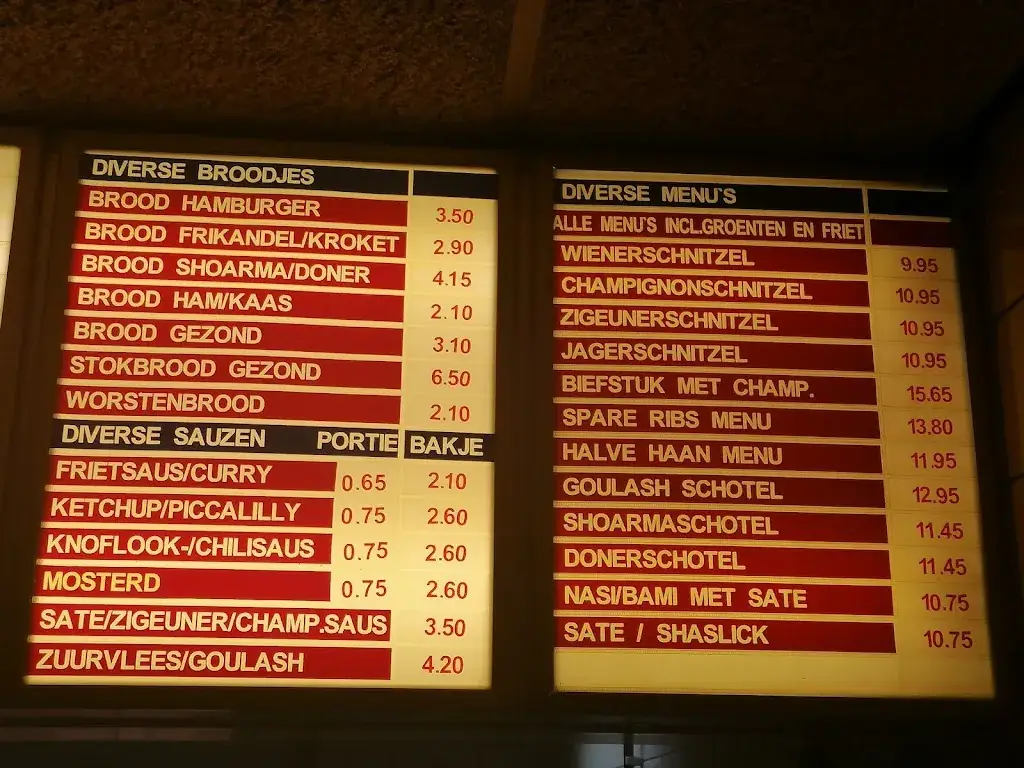 DIVERSE BROODJES
BROOD HAMBURGER 3.50
BROOD FRIKANDEL/KROKET 2.90
BROOD SHOARMA/DONER 4.15
BROOD HAM/KAAS 2.10
BROOD GEZOND 3.10
STOKBROOD GEZOND 6.50
WORSTENBROOD 2.10
DIVERSE SAUZEN PORTIE BAKJE
FRIETSAUS/CURRY 0.65 2.10
KETCHUP/PICCALILLY 0.75 2.60
KNOFLOOK-/CHILISAUS 0.75 2.60
MOSTERD 0.75 2.60
SATE/ZIGEUNER/CHAMP.SAUS 3.50
ZUURVLEES/GOULASH 4.20
DIVERSE MENU`S
ALLE MENU'S INCL.GROENTEN EN FRIET
WIENERSCHNITZEL 9.95
CHAMPIGNONSCHNITZEL 10.95
ZIGEUNERSCHNITZEL 10.95
JAGERSCHNITZEL 10.95
BIEFSTUK MET CHAMP. 15.65
SPARE RIBS MENU 13.80
HALVE HAAN MENU 11.95
GOULASH SCHOTEL 12.95
SHOARMASCHOTEL 11.45
DONERSCHOTEL 11.45
NASI/BAMI MET SATE 10.75
SATE / SHASLICK 10.75